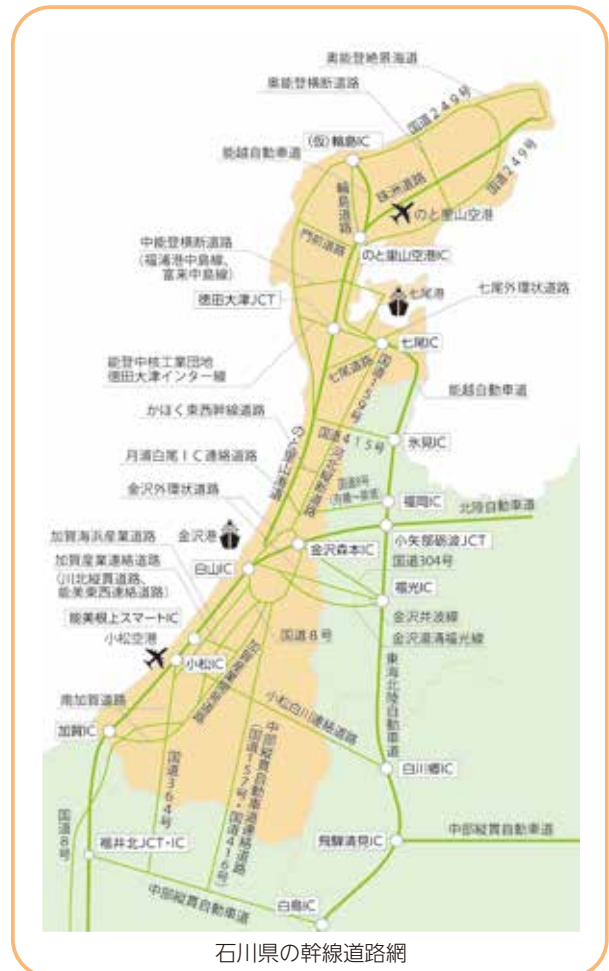 奥能登絶景海道
奥能登横断道路
国道249号
(仮)輪島IC
能越自動車道
珠洲道路
国道249号
輪島道路
のと里山空港
門前道路
のと里山空港IC
中能登横断道路
(福浦港中島線、
富来中島線)
七尾港
七尾外環状道路
徳田大津JCT
七尾IC
能登中核工業団地
徳田大津インター線
七尾道路
国道159号
能越自動車道
かほく東西幹線道路
のと里山海道
国道415号
氷見IC
月浦白尾IC連絡道路
河北縦断道路
国道8号
福岡IC
金沢外環状道路
北陸自動車道
加賀海浜産業道路
金沢港
小矢部砺波JCT
金沢森本IC
加賀産業連絡道路
(川北縦貫道路、
能美東西連絡道路)
白山IC
国道304号
福光IC
能美根上スマートIC
金沢井波線
小松空港
国道8号
金沢湯涌福光線
小松IC
東海北陸自動車道
南加賀道路
小松白川連絡道路
加賀IC
国道364号
中部縦貫自動車道連絡道路
(国道157号・国道416号)
白川郷IC
国道8号
福井北JCT・IC
飛騨清見IC
中部縦貫自動車道
中部縦貫自動車道
白鳥IC
石川県の幹線道路網